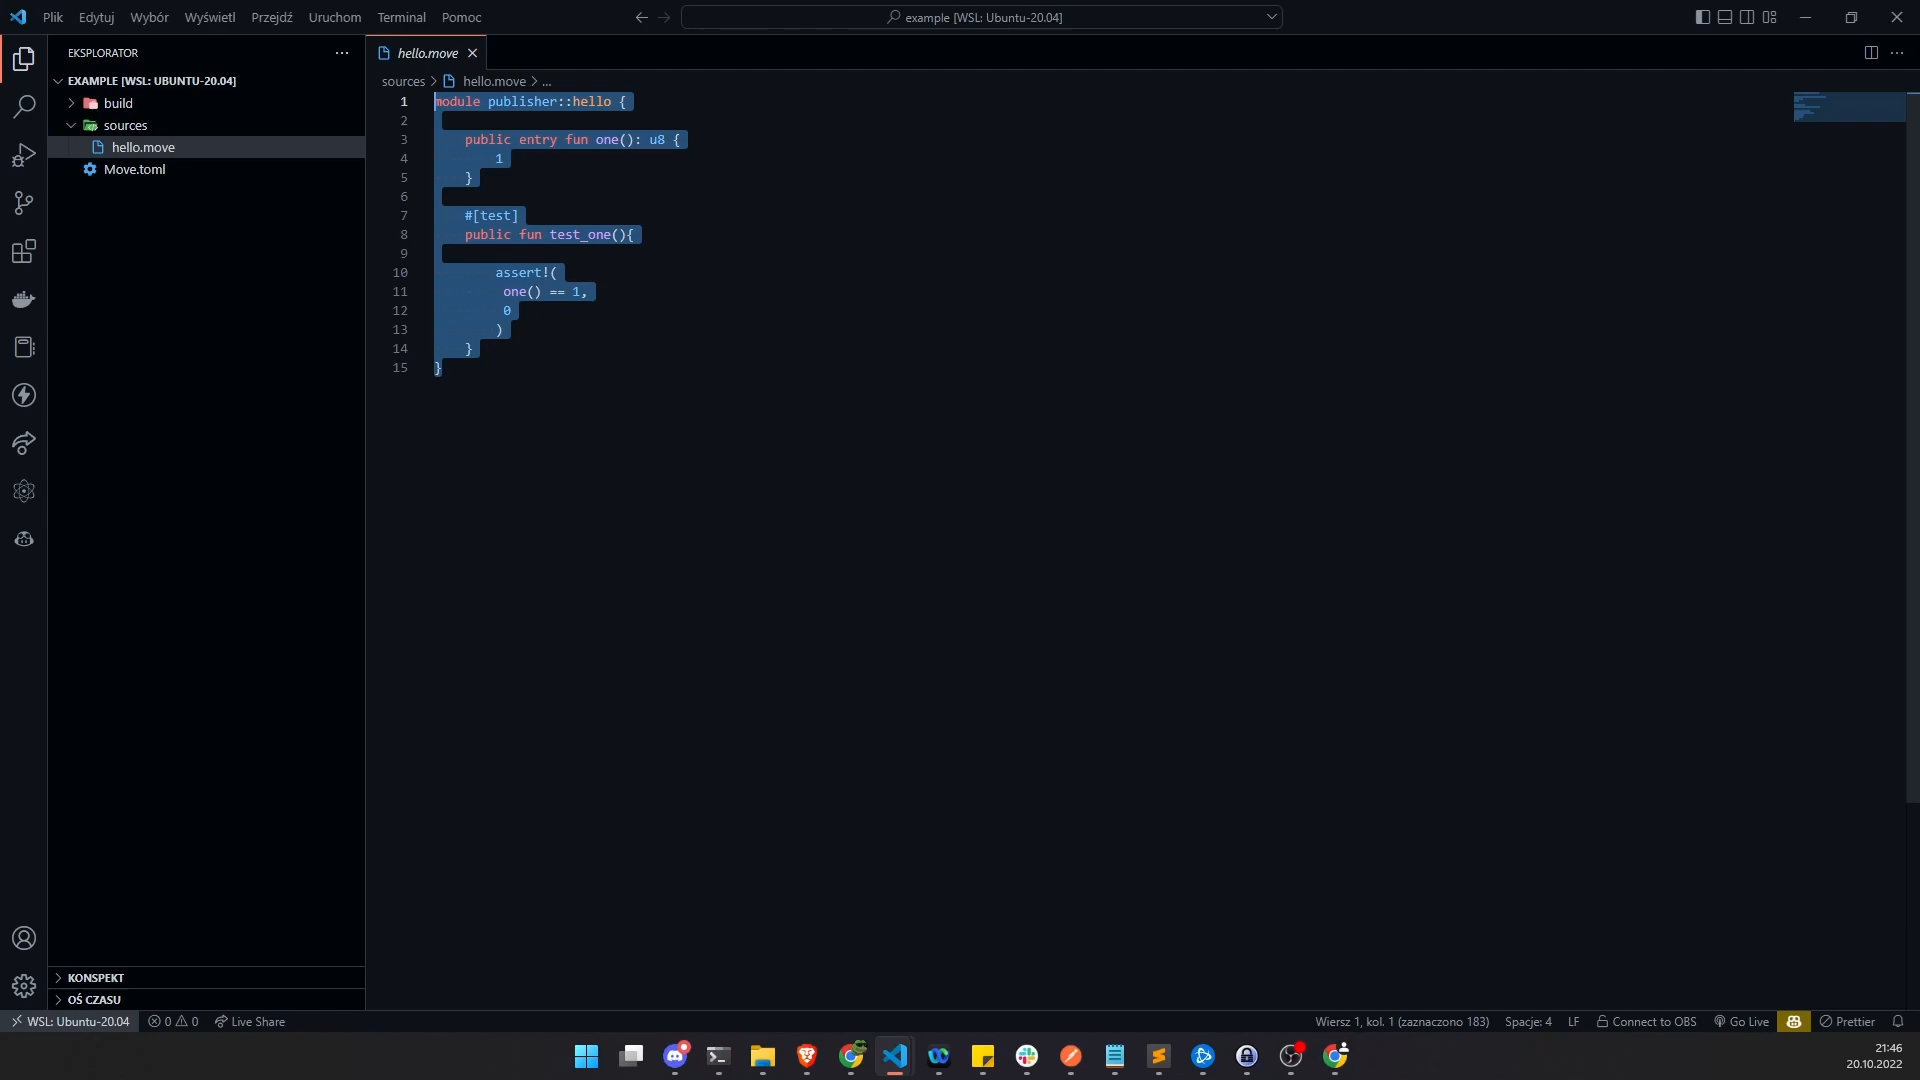 Plik Edytuj Wybór Wyświetl Przejdź Uruchom Terminal Pomoc
example [WSL: Ubuntu-20.04]
EKSPLORATOR
EXAMPLE [WSL: UBUNTU-20.04]
build
sources
hello.move
Move.toml
KONSPEKT
OŚ CZASU
hello.move
sources > hello.move > ...
1 module publisher::hello {
2
3 public entry fun one(): u8 {
4 1
5 }
6
7 #[test]
8 public fun test_one(){
9
10 assert!(
11 one() == 1,
12 0
13 )
14 }
15 }
WSL: Ubuntu-20.04 0 0 Live Share
Wiersz 1, kol. 1 (zaznaczono 183) Spacje: 4 LF Connect to OBS Go Live Prettier
21:46
20.10.2022